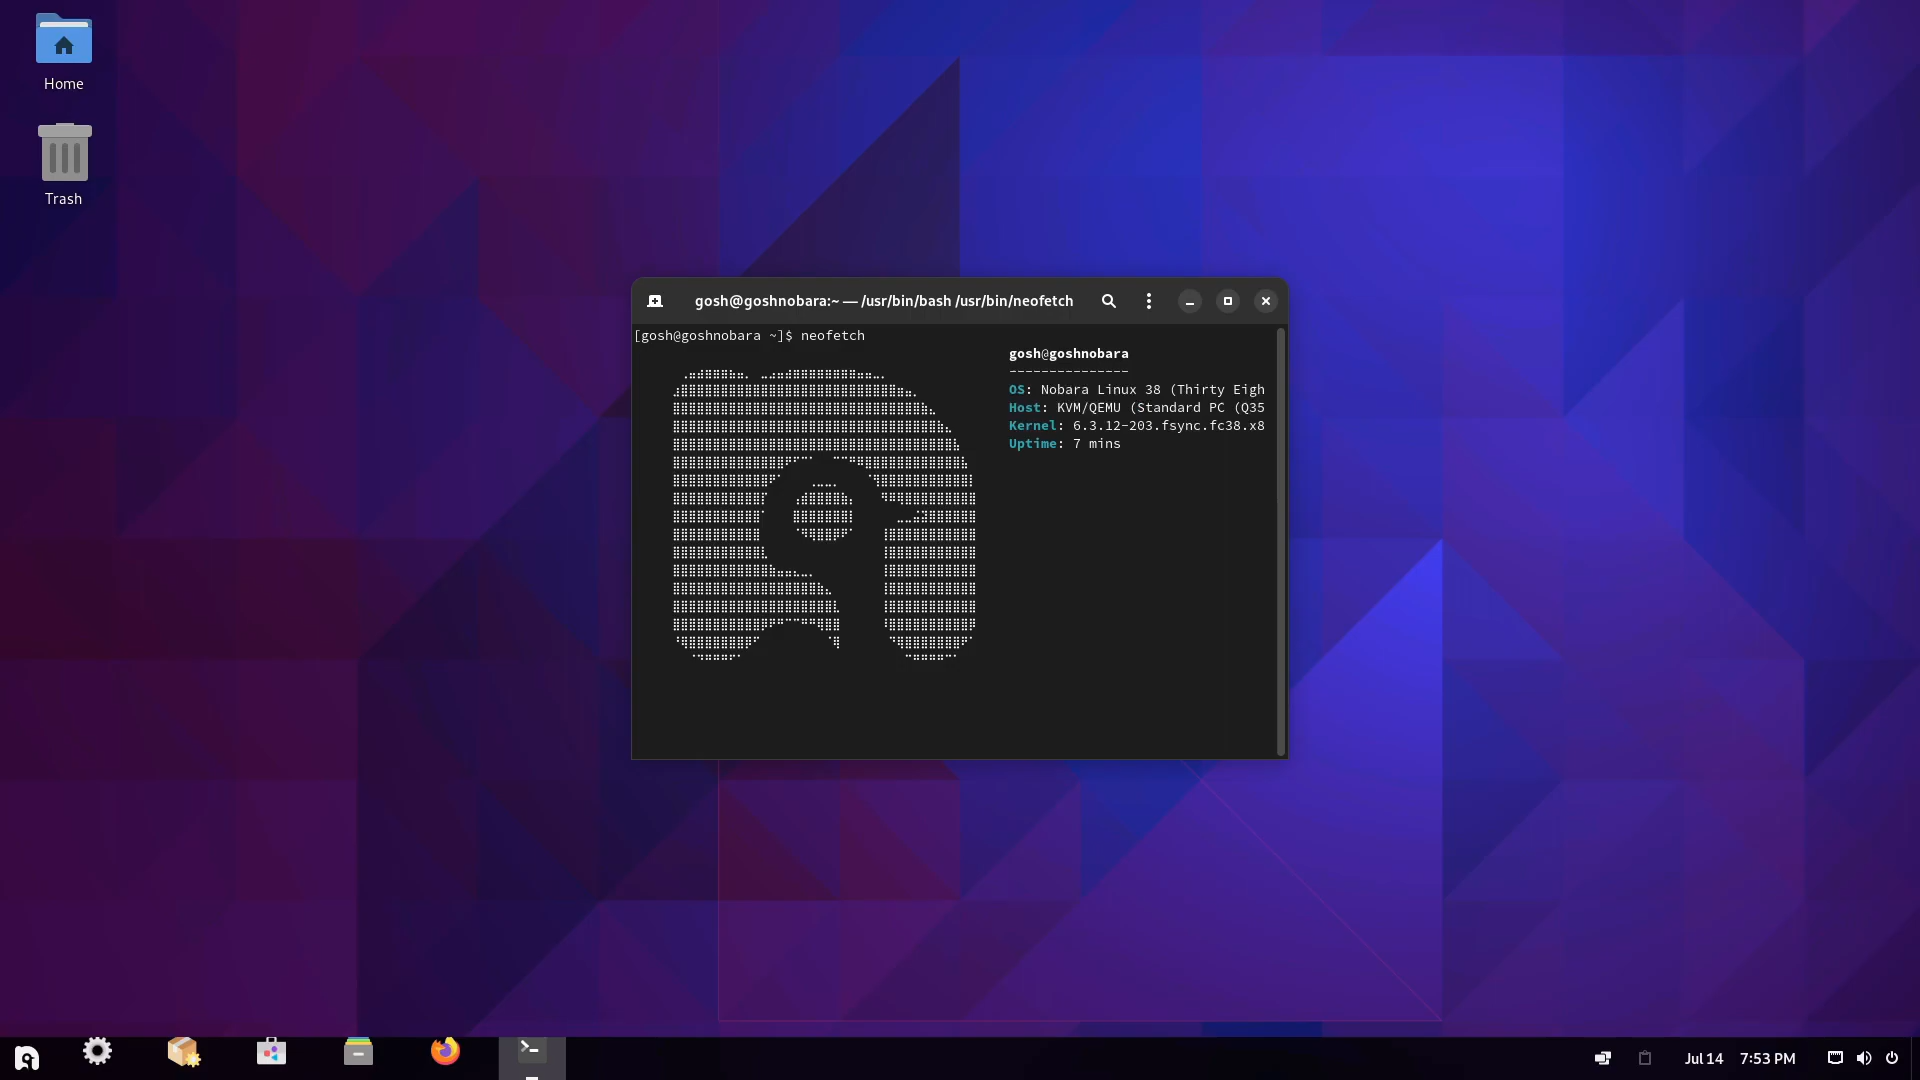 Home
Trash
gosh@goshnobara:~ — /usr/bin/bash /usr/bin/neofetch
[gosh@goshnobara ~]$ neofetch
gosh@goshnobara
---------------
OS: Nobara Linux 38 (Thirty Eigh
Host: KVM/QEMU (Standard PC (Q35
Kernel: 6.3.12-203.fsync.fc38.x8
Uptime: 7 mins
Jul 14 7:53 PM